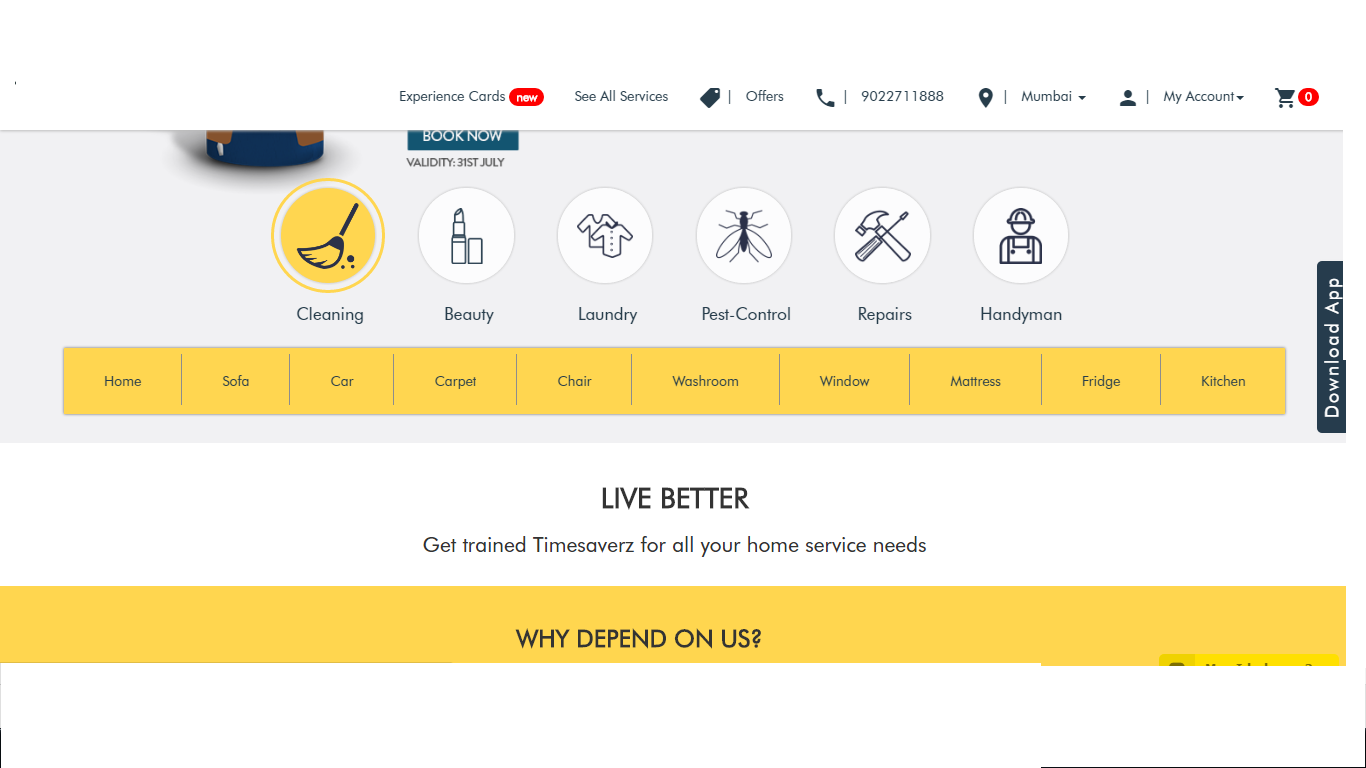 Experience Cards new See All Services | Offers | 9022711888 | Mumbai | My Account 0
BOOK NOW
VALIDITY: 31ST JULY
Cleaning Beauty Laundry Pest-Control Repairs Handyman
Download App
Home Sofa Car Carpet Chair Washroom Window Mattress Fridge Kitchen
LIVE BETTER
Get trained Timesaverz for all your home service needs
WHY DEPEND ON US?